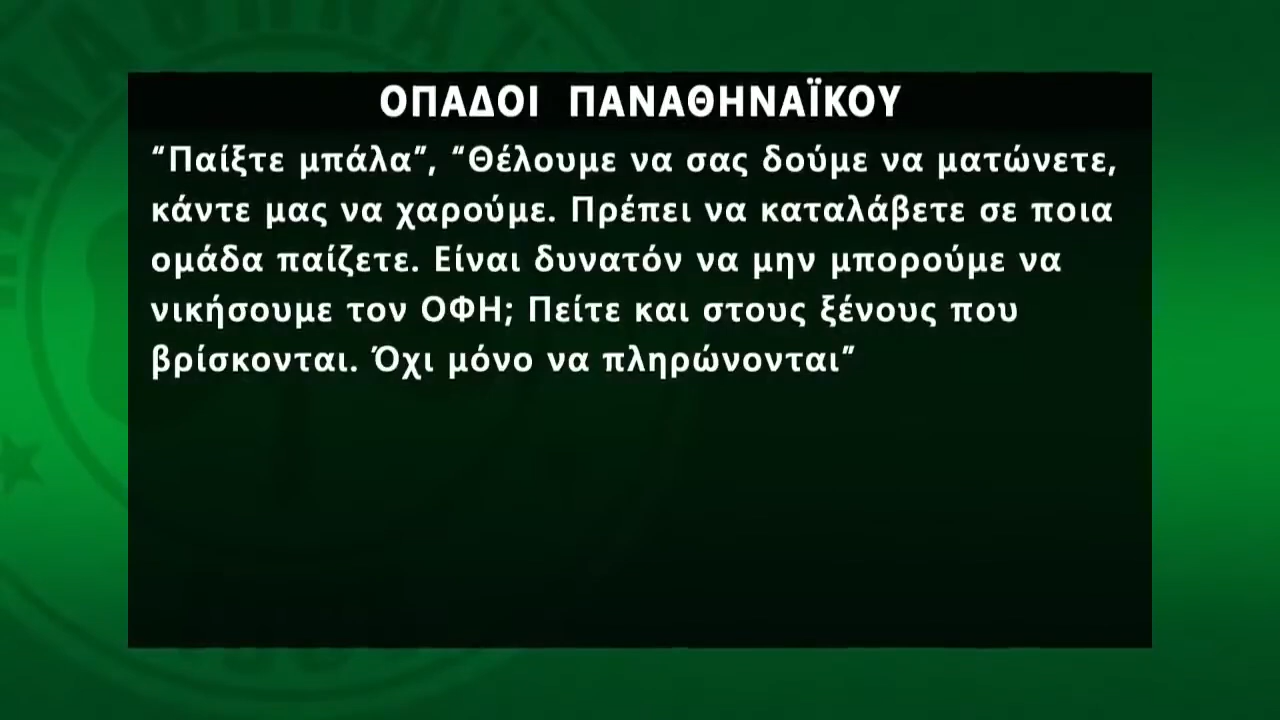 ΟΠΑΔΟΙ ΠΑΝΑΘΗΝΑΪΚΟΥ
“Παίξτε μπάλα”, “Θέλουμε να σας δούμε να ματώνετε,
κάντε μας να χαρούμε. Πρέπει να καταλάβετε σε ποια
ομάδα παίζετε. Είναι δυνατόν να μην μπορούμε να
νικήσουμε τον ΟΦΗ; Πείτε και στους ξένους που
βρίσκονται. Όχι μόνο να πληρώνονται”